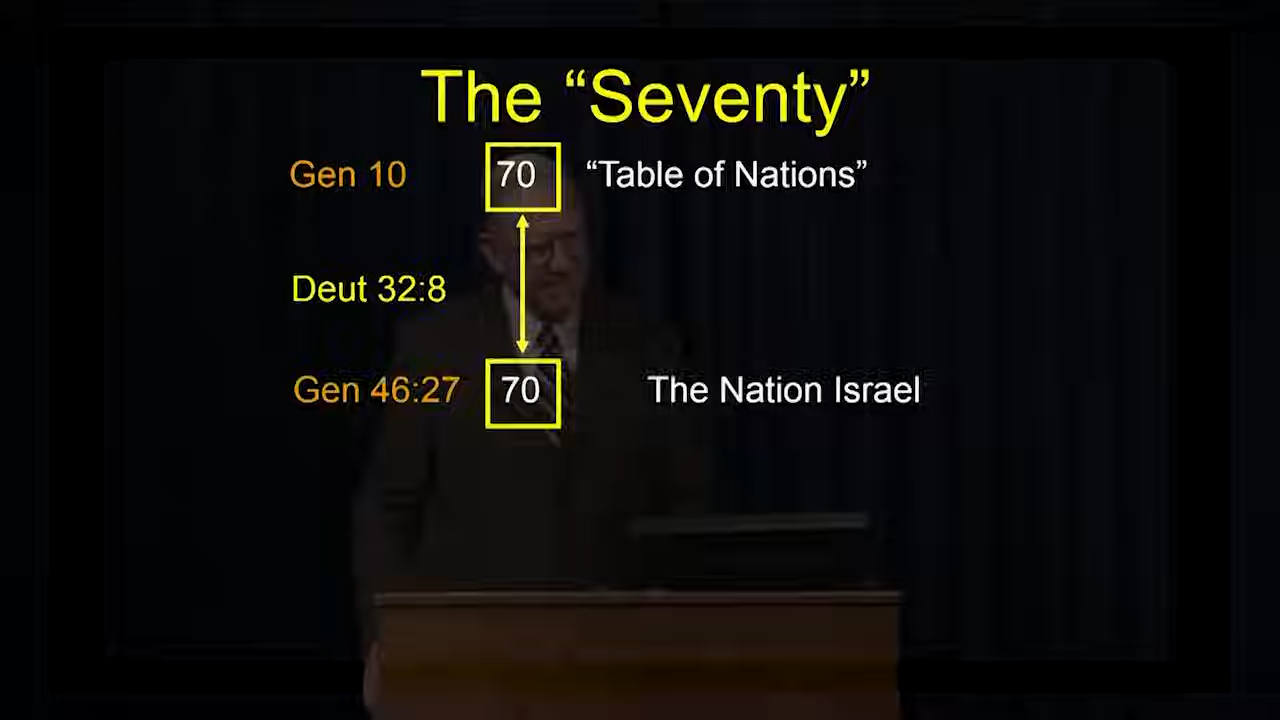 The “Seventy”
Gen 10 70 “Table of Nations”
Deut 32:8
Gen 46:27 70 The Nation Israel